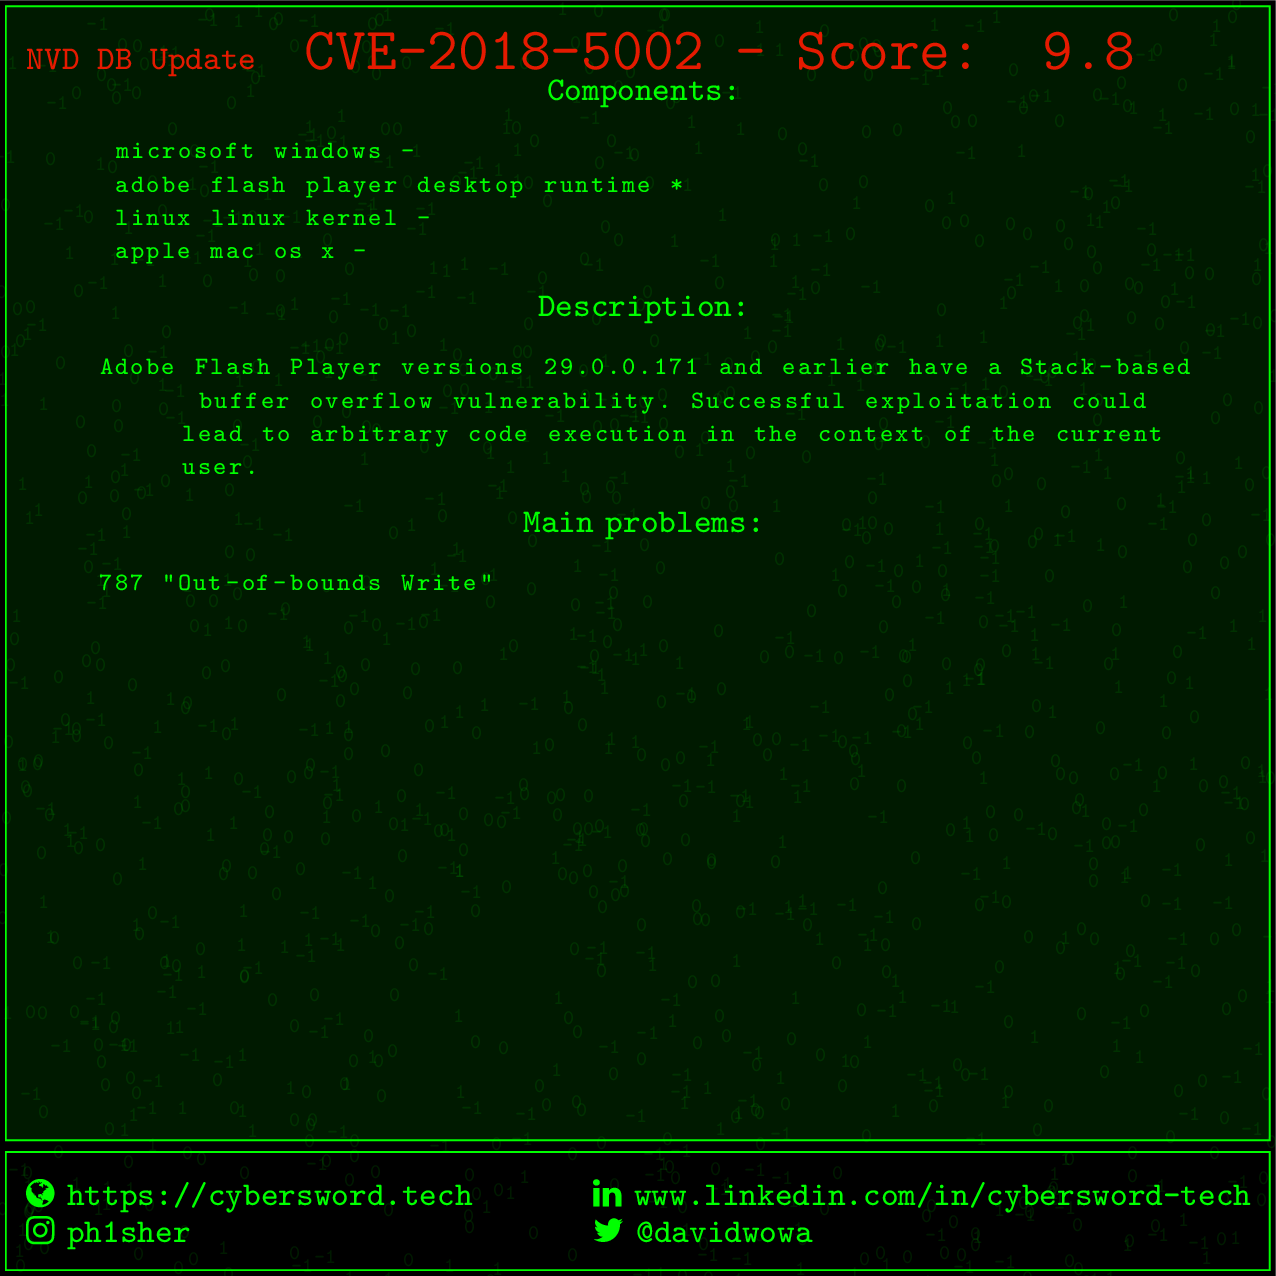 NVD DB Update CVE-2018-5002 - Score: 9.8
Components:
microsoft windows -
adobe flash player desktop runtime *
linux linux kernel -
apple mac os x -
Description:
Adobe Flash Player versions 29.0.0.171 and earlier have a Stack-based
buffer overflow vulnerability. Successful exploitation could
lead to arbitrary code execution in the context of the current
user.
Main problems:
787 "Out-of-bounds Write"
https://cybersword.tech www.linkedin.com/in/cybersword-tech
ph1sher @davidwowa